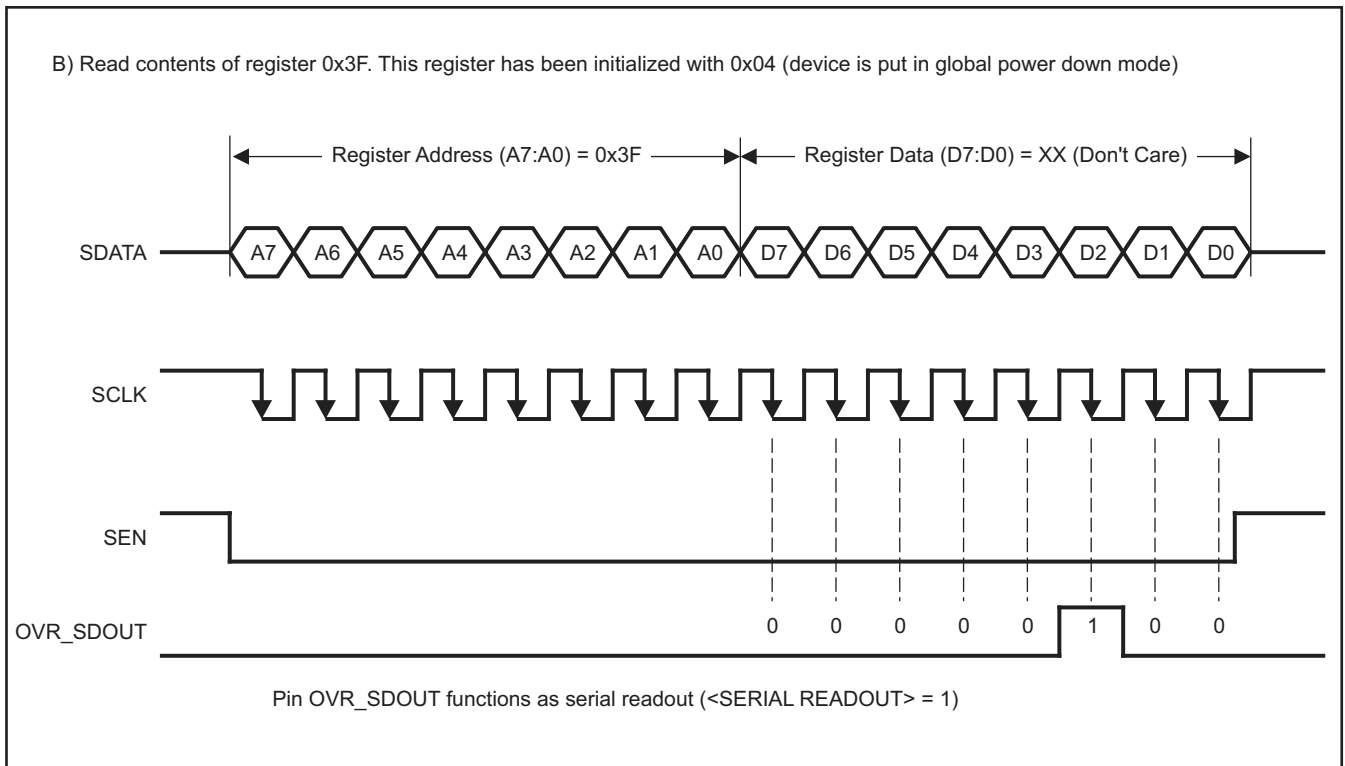 B) Read contents of register 0x3F. This register has been initialized with 0x04 (device is put in global power down mode)
Register Address (A7:A0) = 0x3F
Register Data (D7:D0) = XX (Don't Care)
SDATA
A7 A6 A5 A4 A3 A2 A1 A0 D7 D6 D5 D4 D3 D2 D1 D0
SCLK
SEN
OVR_SDOUT
0 0 0 0 0 1 0 0
Pin OVR_SDOUT functions as serial readout (<SERIAL READOUT> = 1)